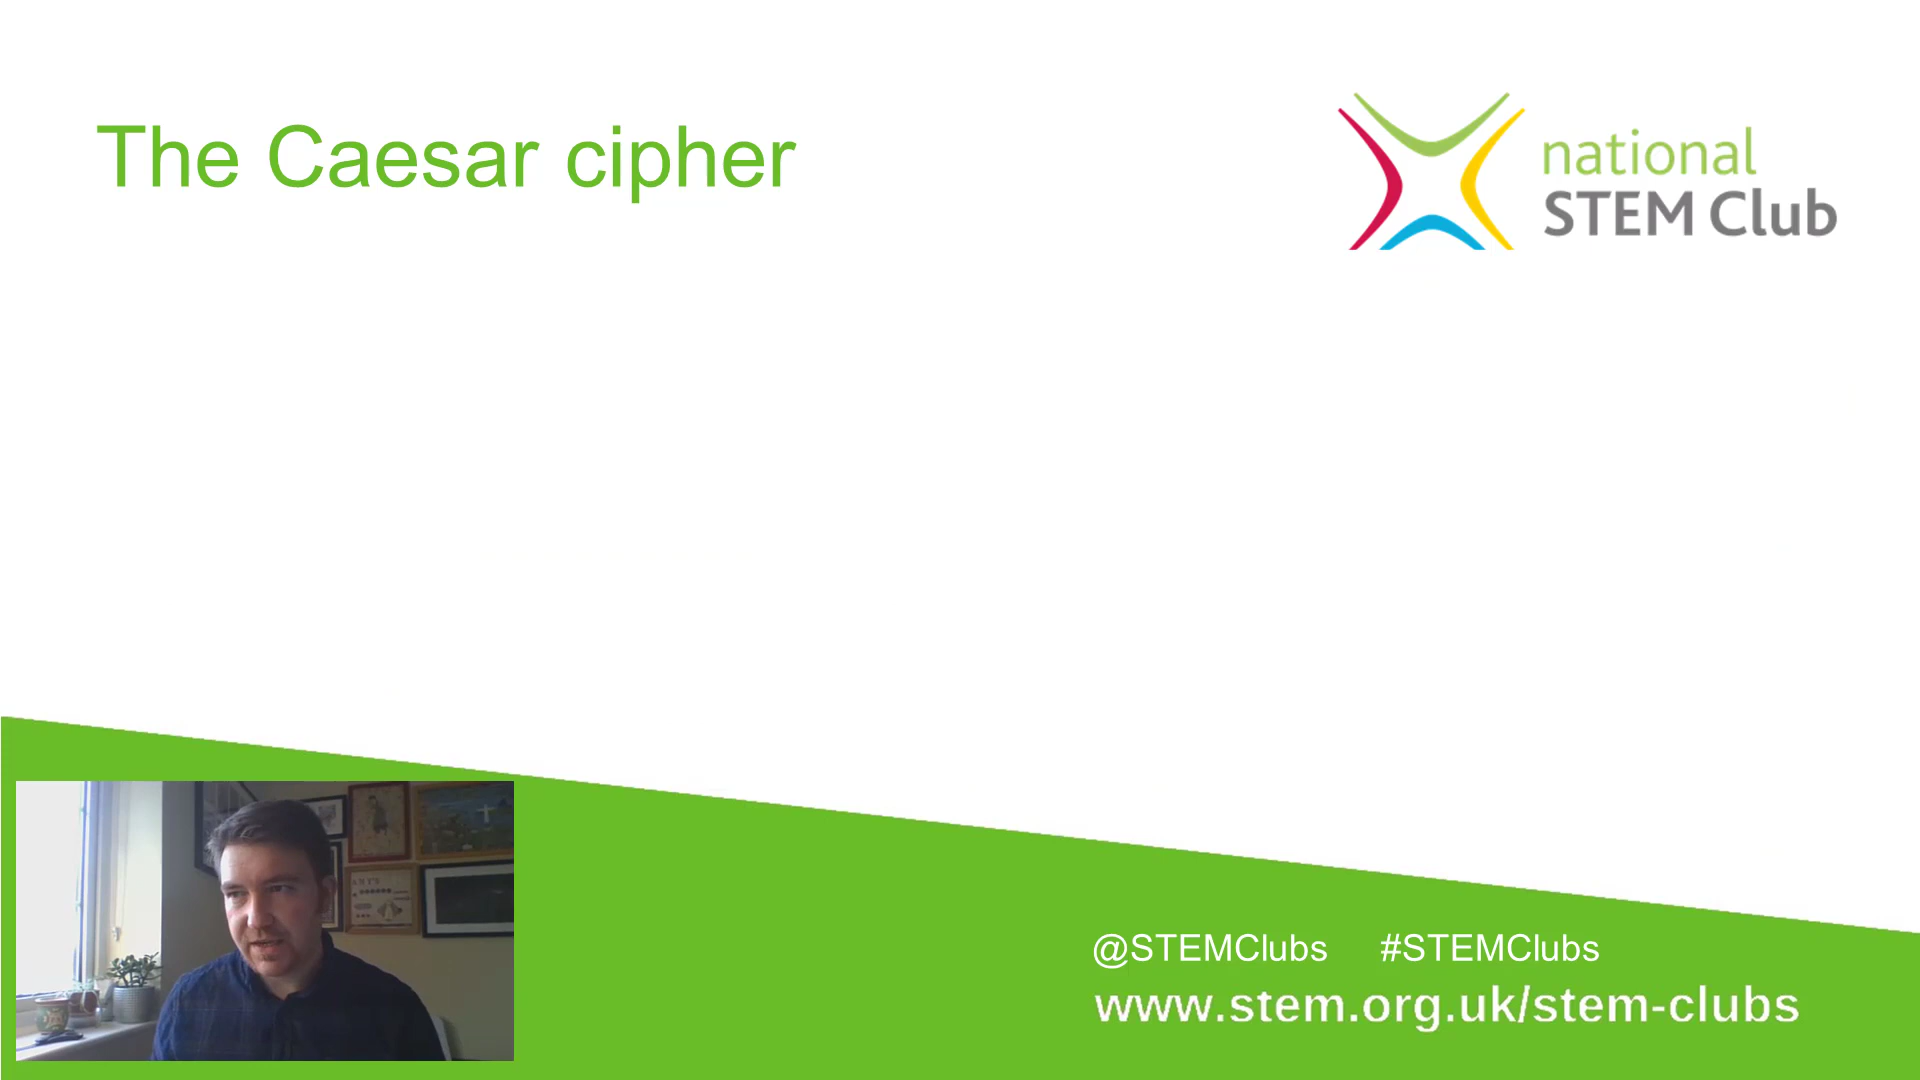 The Caesar cipher
national
STEM Club
@STEMClubs #STEMClubs
www.stem.org.uk/stem-clubs